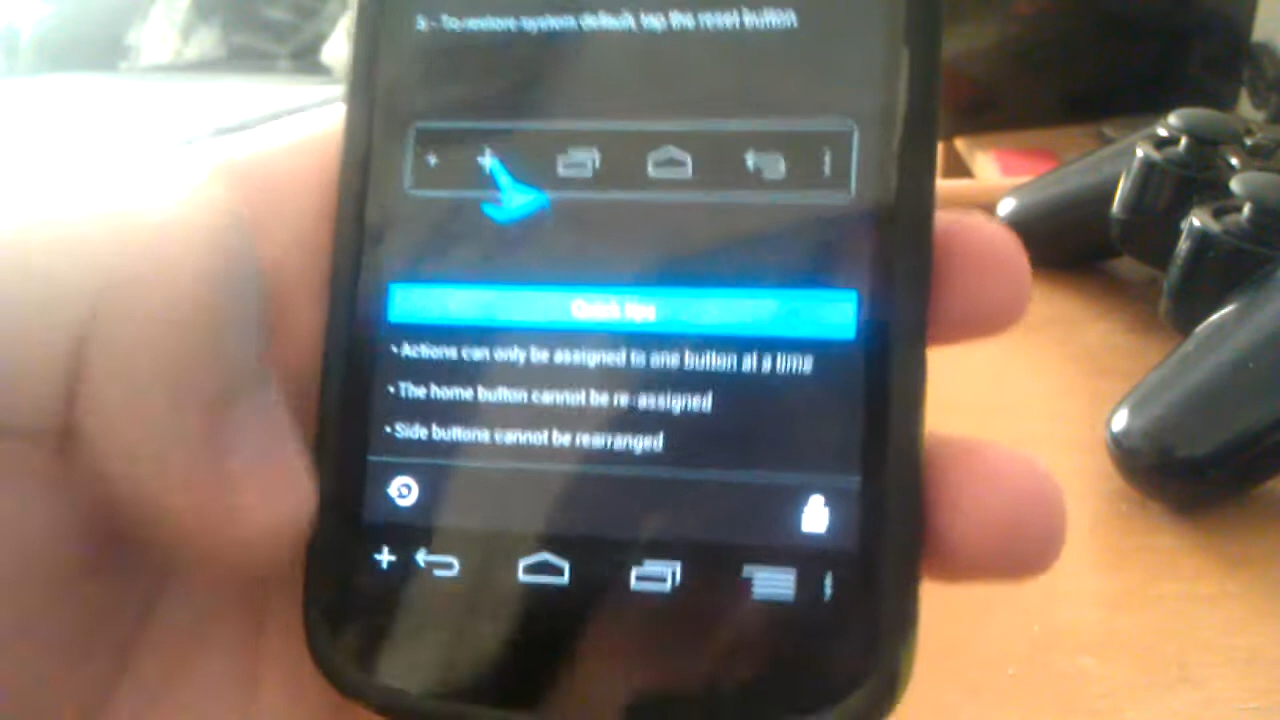 5 - To restore system default, tap the reset button
Quick tips
• Actions can only be assigned to one button at a time
• The home button cannot be re-assigned
• Side buttons cannot be rearranged